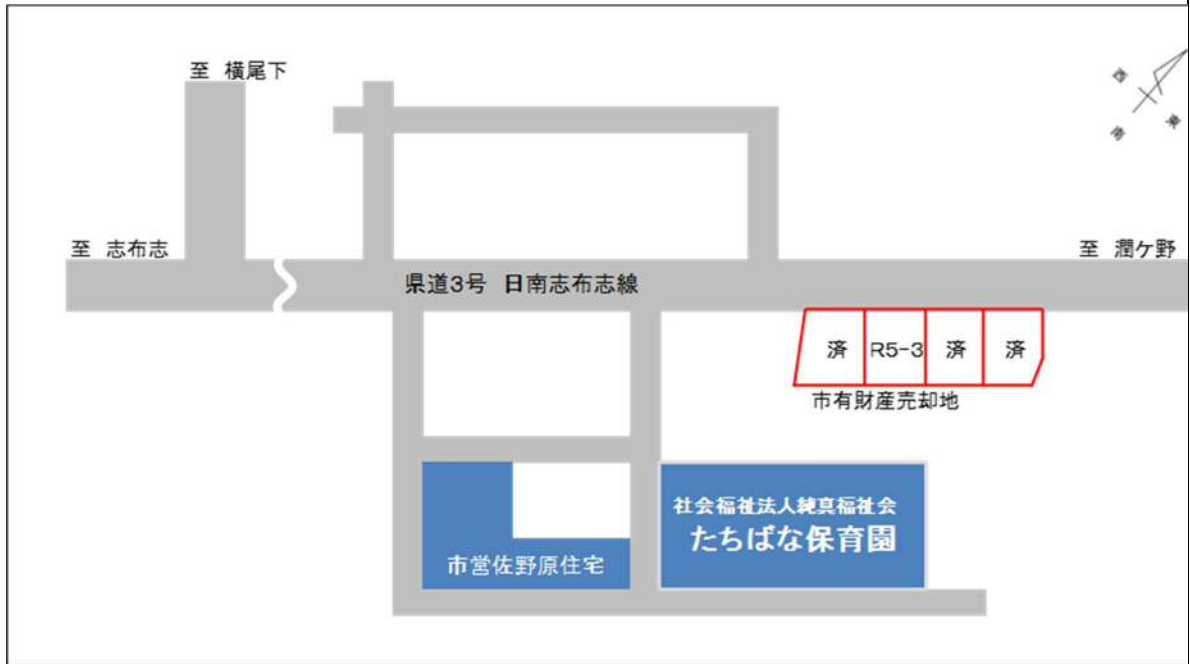 至 横尾下
至 志布志
至 潤ケ野
県道3号 日南志布志線
済 R5-3 済 済
市有財産売却地
社会福祉法人純真福祉会
たちばな保育園
市営佐野原住宅